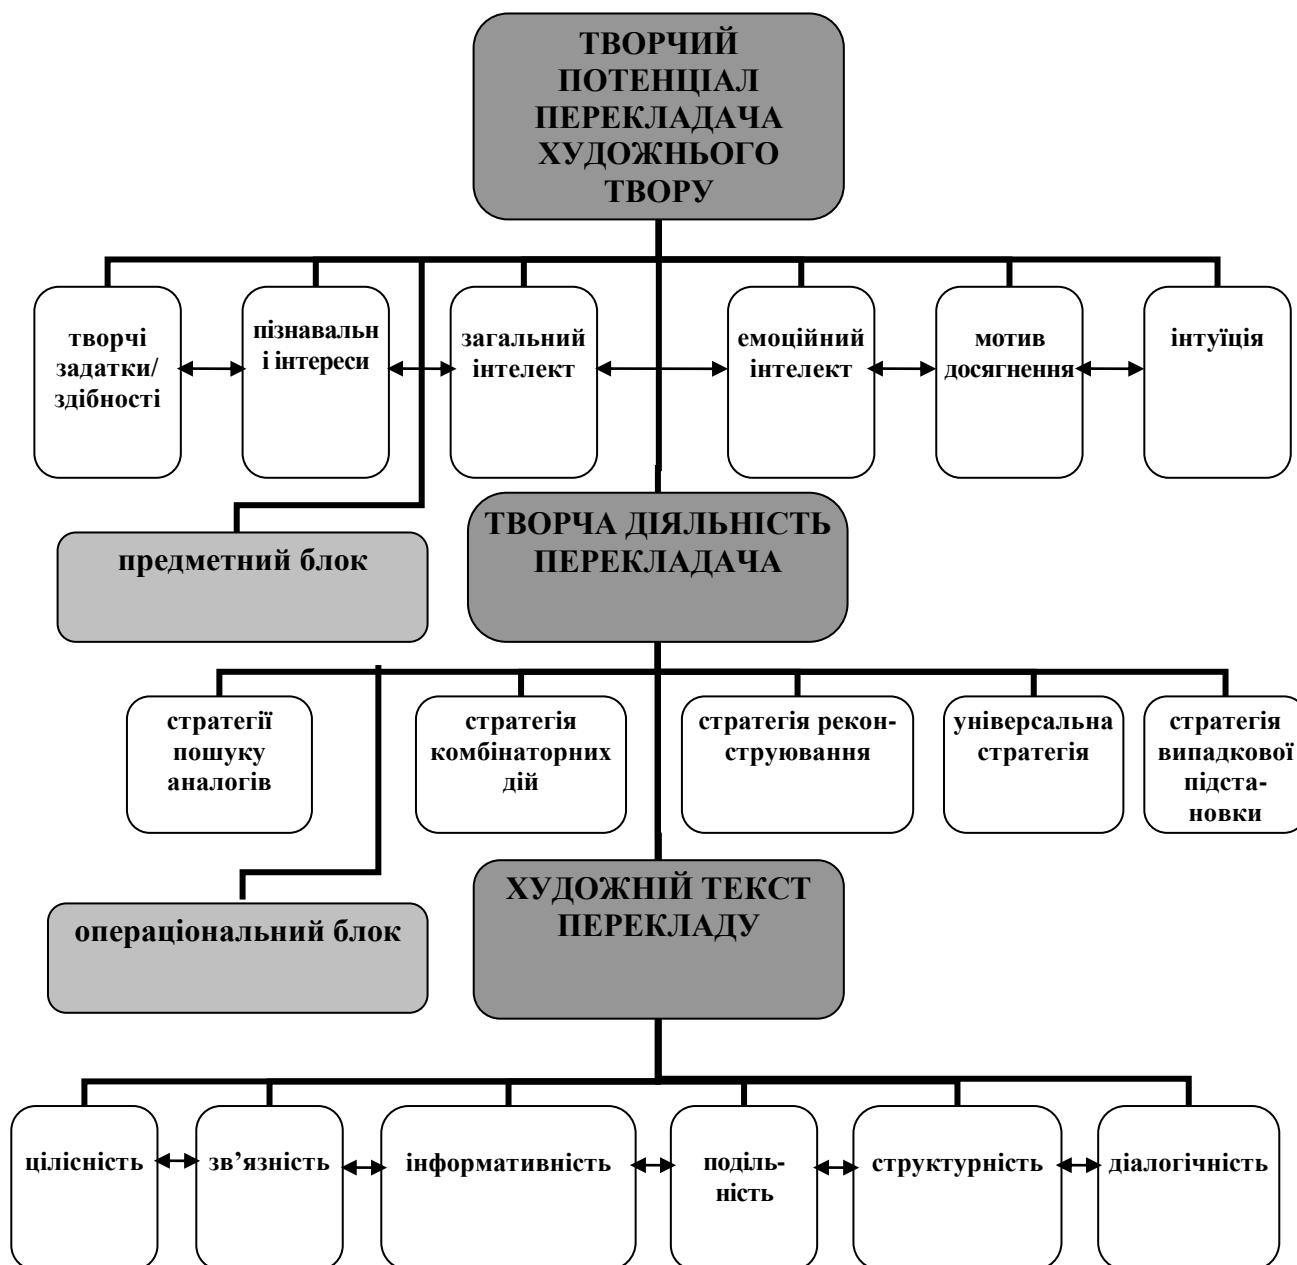 ТВОРЧИЙ
ПОТЕНЦІАЛ
ПЕРЕКЛАДАЧА
ХУДОЖНЬОГО
ТВОРУ
творчі
задатки/
здібності
пізнавальн
і інтереси
загальний
інтелект
емоційний
інтелект
мотив
досягнення
інтуїція
предметний блок
ТВОРЧА ДІЯЛЬНІСТЬ
ПЕРЕКЛАДАЧА
стратегії
пошуку
аналогів
стратегія
комбінаторних
дій
стратегія рекон-
струювання
універсальна
стратегія
стратегія
випадкової
підста-
новки
операціональний блок
ХУДОЖНІЙ ТЕКСТ
ПЕРЕКЛАДУ
цілісність
зв’язність
інформативність
поділь-
ність
структурність
діалогічність